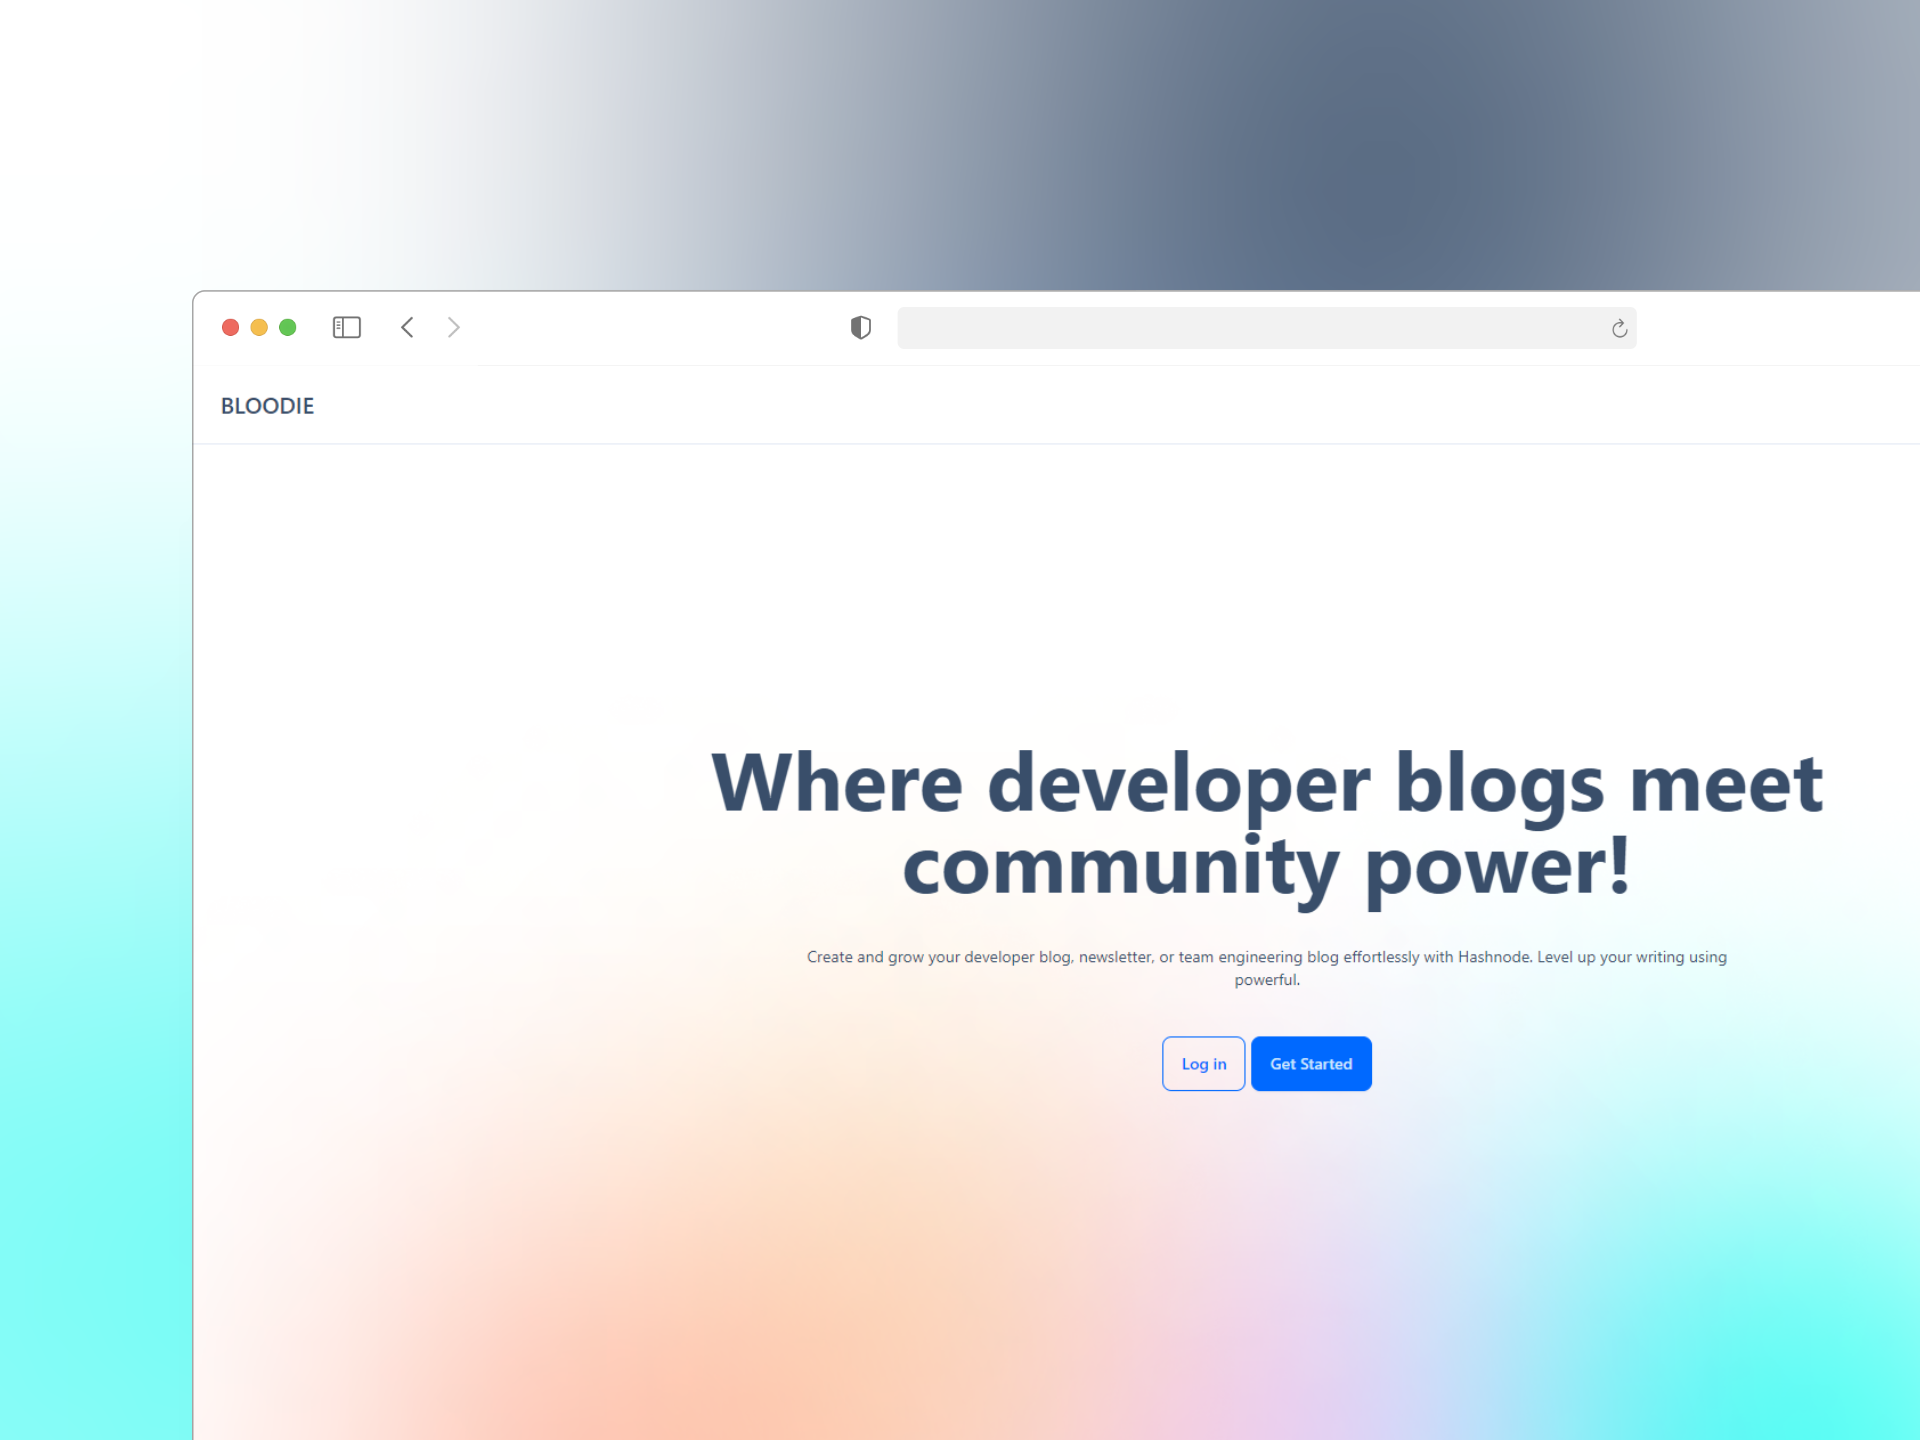 BLOODIE
Where developer blogs meet
community power!
Create and grow your developer blog, newsletter, or team engineering blog effortlessly with Hashnode. Level up your writing using
powerful.
Log in Get Started